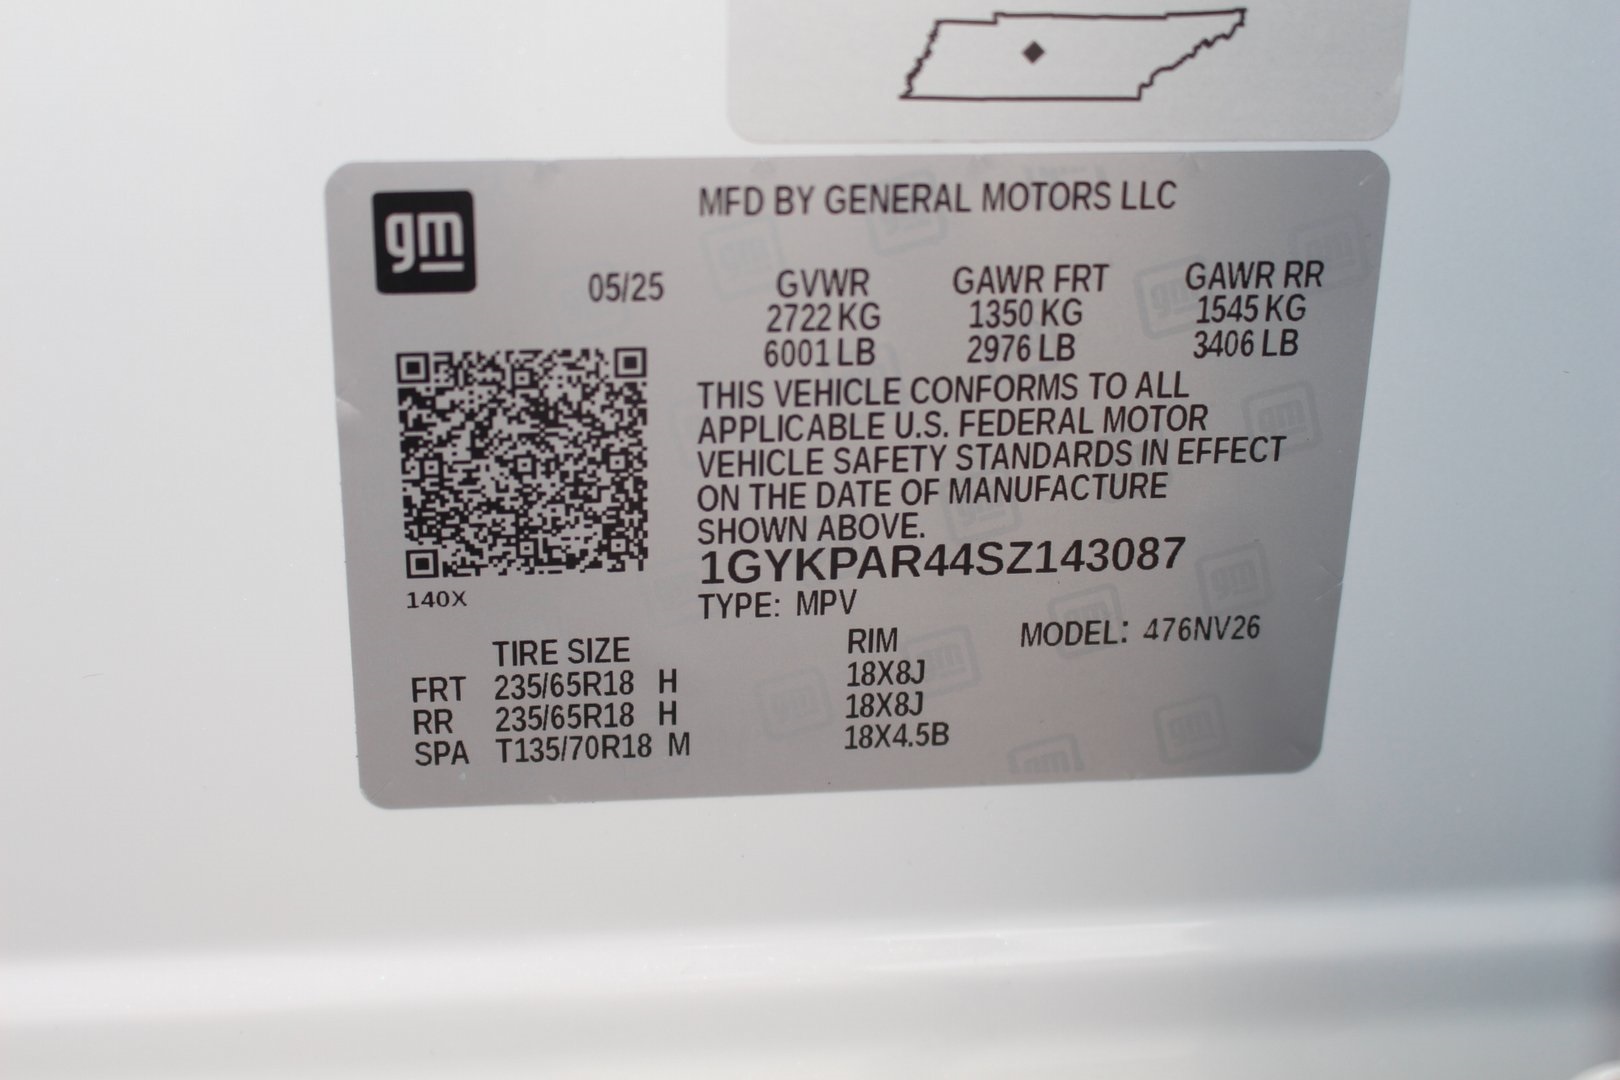 gm
MFD BY GENERAL MOTORS LLC
05/25 GVWR GAWR FRT GAWR RR
2722 KG 1350 KG 1545 KG
6001 LB 2976 LB 3406 LB
THIS VEHICLE CONFORMS TO ALL
APPLICABLE U.S. FEDERAL MOTOR
VEHICLE SAFETY STANDARDS IN EFFECT
ON THE DATE OF MANUFACTURE
SHOWN ABOVE.
1GYKPAR44SZ143087
140X
TYPE: MPV
TIRE SIZE RIM MODEL: 476NV26
FRT 235/65R18 H 18X8J
RR 235/65R18 H 18X8J
SPA T135/70R18 M 18X4.5B